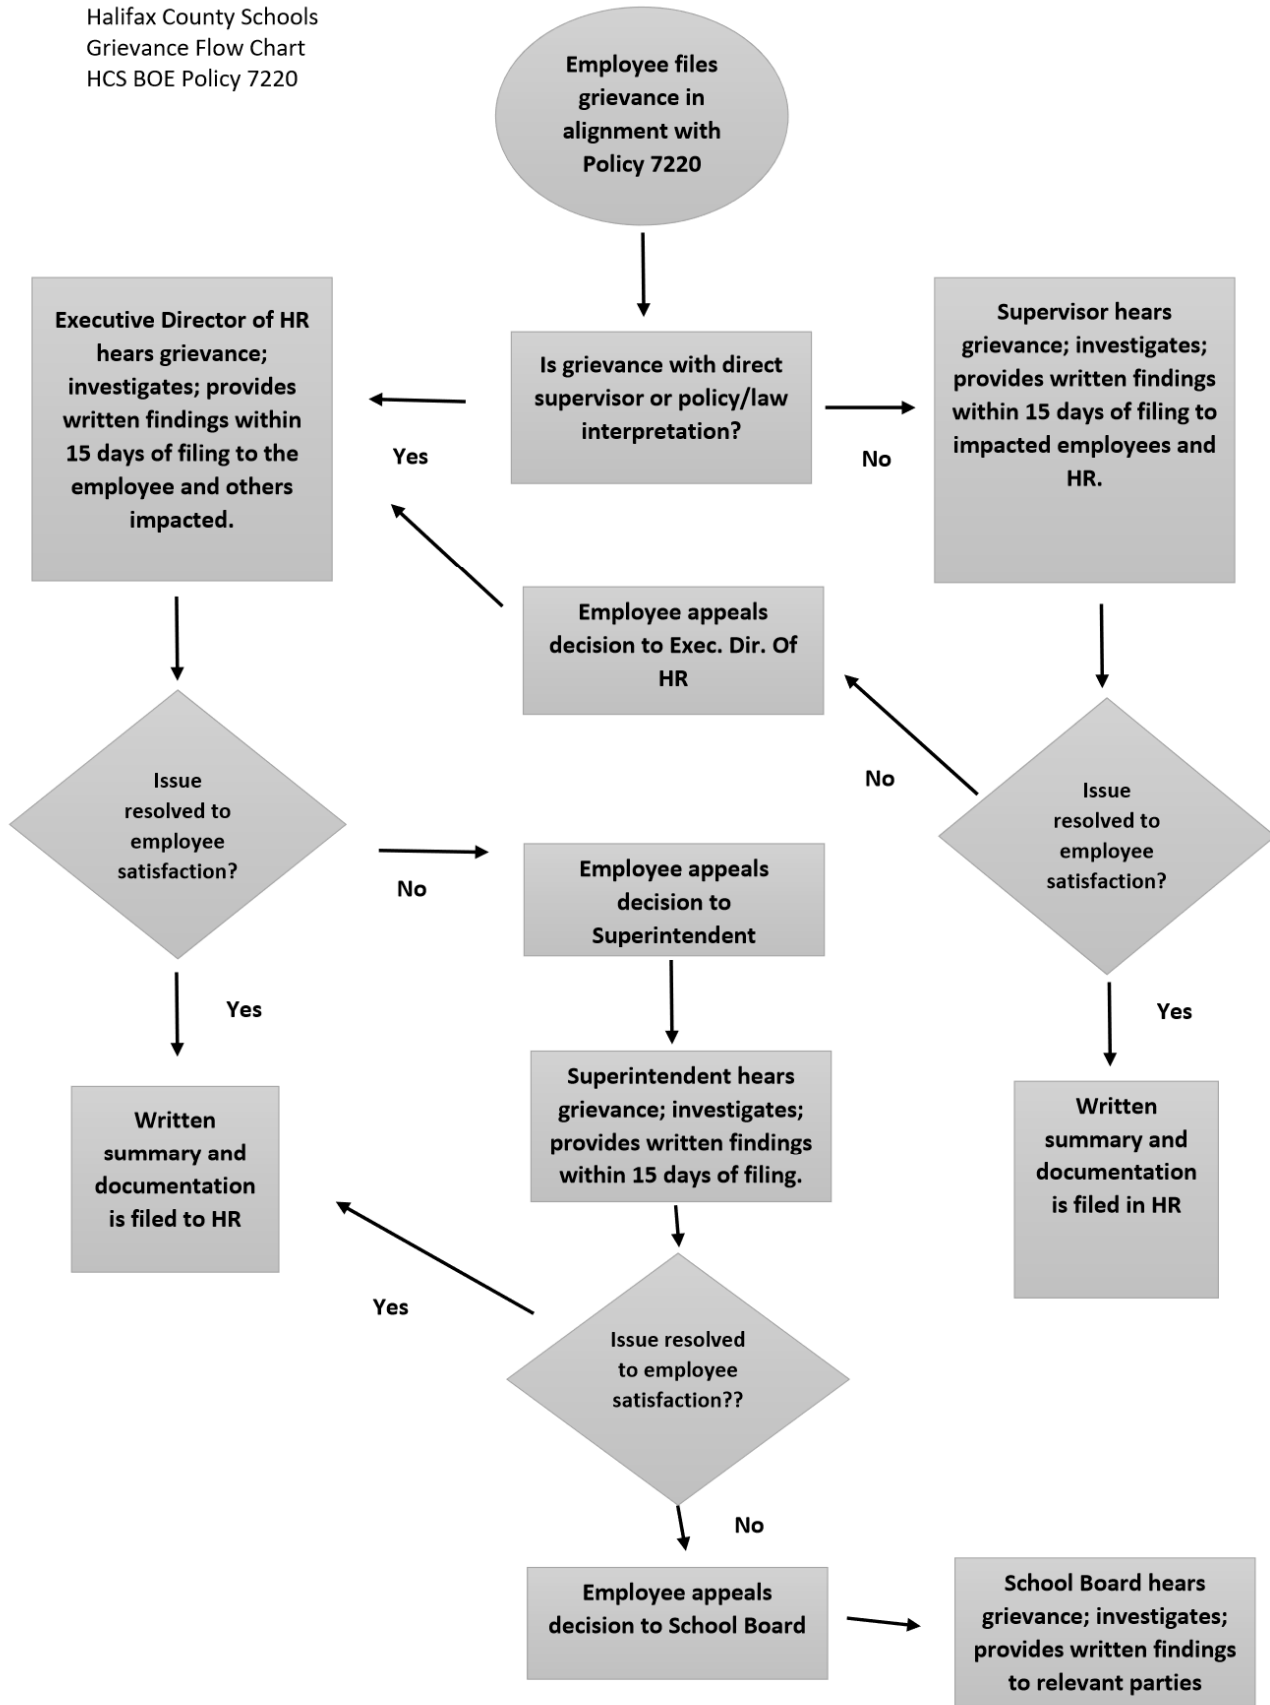 Halifax County Schools
Grievance Flow Chart
HCS BOE Policy 7220
Employee files
grievance in
alignment with
Policy 7220
Executive Director of HR
hears grievance;
investigates; provides
written findings within
15 days of filing to the
employee and others
impacted.
Is grievance with direct
supervisor or policy/law
interpretation?
Yes
No
Supervisor hears
grievance; investigates;
provides written findings
within 15 days of filing to
impacted employees and
HR.
Employee appeals
decision to Exec. Dir. Of
HR
No
Issue
resolved to
employee
satisfaction?
Issue
resolved to
employee
satisfaction?
No
Employee appeals
decision to
Superintendent
Yes
Yes
Written
summary and
documentation
is filed to HR
Superintendent hears
grievance; investigates;
provides written findings
within 15 days of filing.
Written
summary and
documentation
is filed in HR
Yes
Issue resolved
to employee
satisfaction??
No
Employee appeals
decision to School Board
School Board hears
grievance; investigates;
provides written findings
to relevant parties